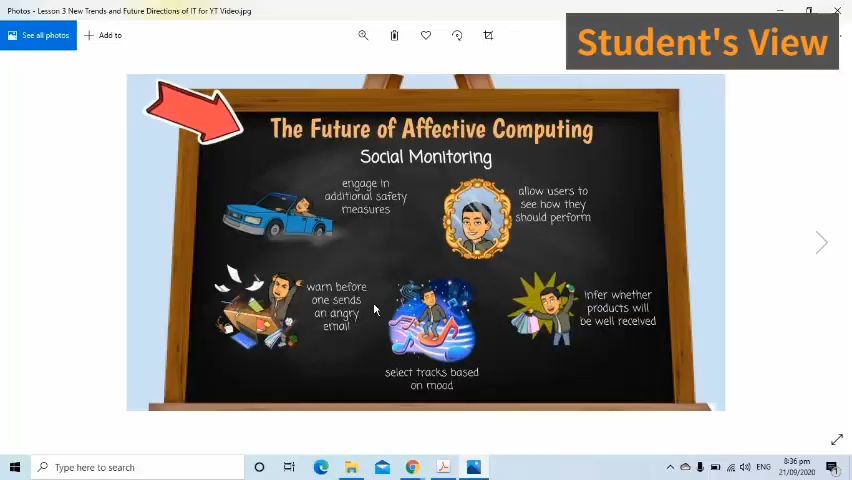 Photos - Lesson 3 New Trends and Future Directions of IT for YT Video.jpg
See all photos
Add to
Student's View
The Future of Affective Computing
Social Monitoring
engage in
additional safety
measures
allow users to
see how they
should perform
warn before
one sends
an angry
email
select tracks based
on mood
infer whether
products will
be well received
Type here to search
ENG
8:36 pm
21/09/2020